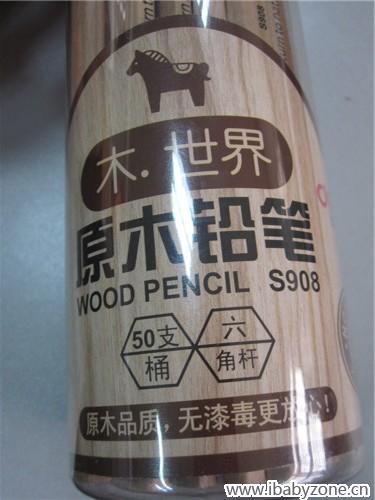 S908
木·世界
原木铅笔
WOOD PENCIL S908
50支 六
桶 角杆
原木品质，无漆毒更放心！
www.ibabyzone.cn